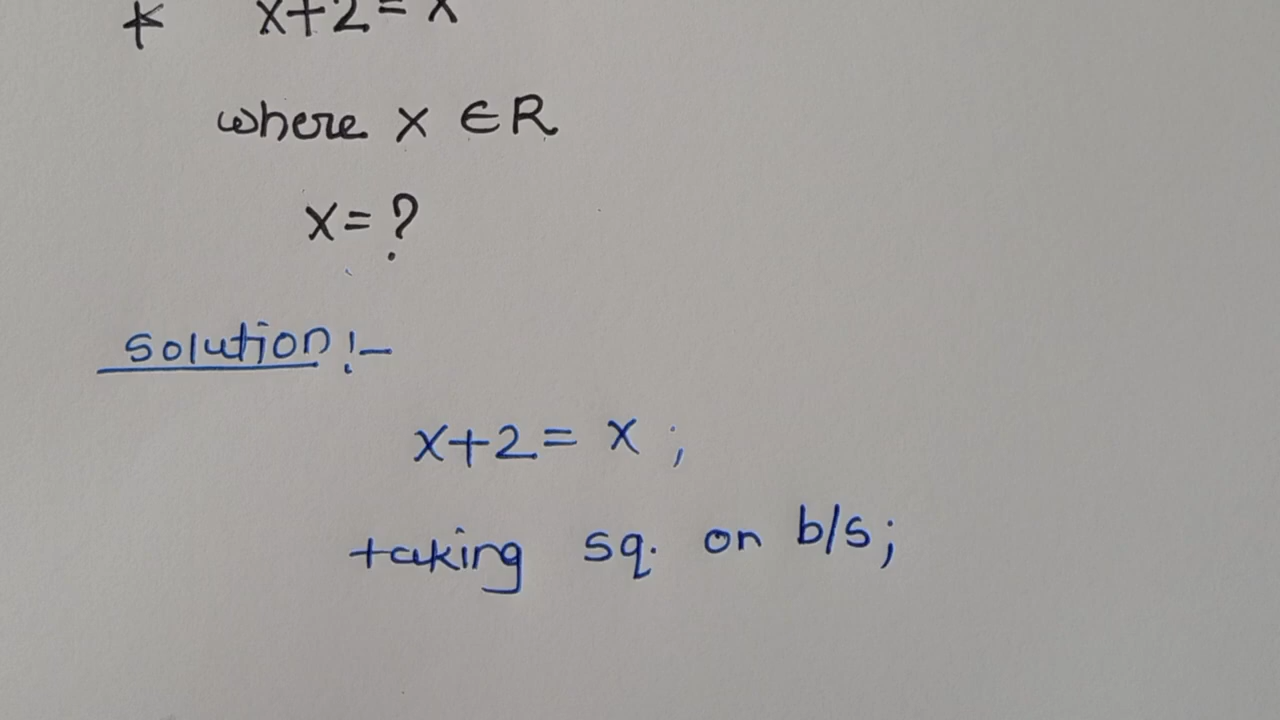 * x+2= x
where x ∈R
x= ?
Solution !-
x+2= x ;
taking sq. on b/s;